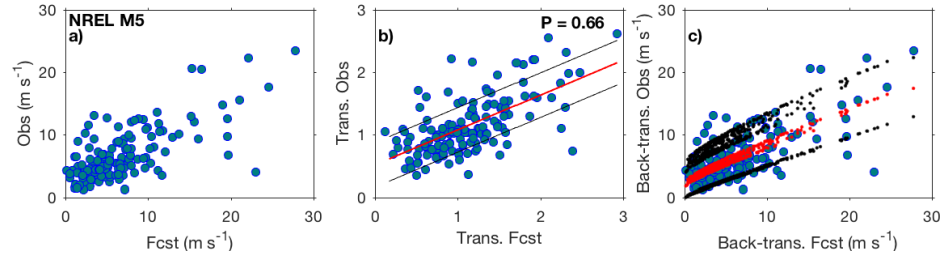 NREL M5
a)
Obs (m s⁻¹)
30
20
10
0
0 10 20 30
Fcst (m s⁻¹)
P = 0.66
b)
Trans. Obs
3
2
1
0
0 1 2 3
Trans. Fcst
c)
Back-trans. Obs (m s⁻¹)
30
20
10
0
0 10 20 30
Back-trans. Fcst (m s⁻¹)